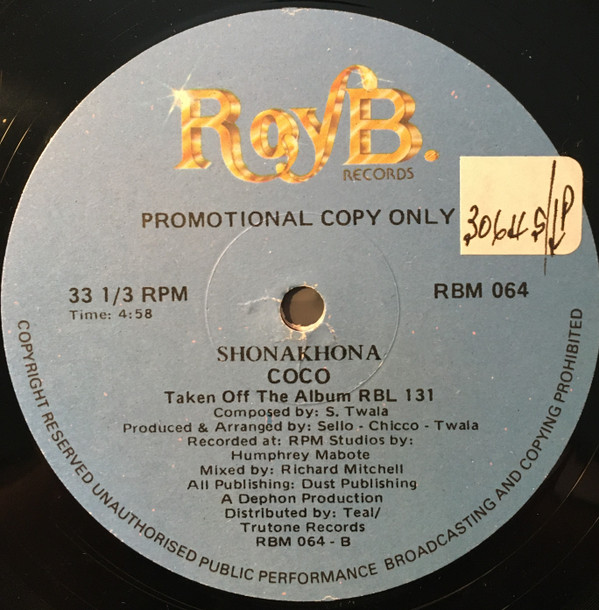 RoyB.
RECORDS
PROMOTIONAL COPY ONLY
3064 S/LP
33 1/3 RPM
RBM 064
Time: 4:58
SHONAKHONA
COCO
Taken Off The Album RBL 131
Composed by: S. Twala
Produced & Arranged by: Sello - Chicco - Twala
Recorded at: RPM Studios by:
Humphrey Mabote
Mixed by: Richard Mitchell
All Publishing: Dust Publishing
A Dephon Production
Distributed by: Teal/
Trutone Records
RBM 064 - B
COPYRIGHT RESERVED UNAUTHORISED PUBLIC PERFORMANCE BROADCASTING AND COPYING PROHIBITED